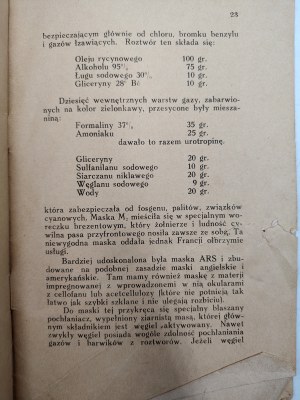 23
bezpieczającym głównie od chloru, bromku benzylu
i gazów łzawiących. Roztwór ten składa się:
Oleju rycynowego 100 gr.
Alkoholu 95% 75 gr.
Ługu sodowego 30% 10 gr.
Gliceryny 28° Bé 10 gr.
Dziesięć wewnętrznych warstw gazy, zabarwio-
nych na kolor zielonkawy, przesycone były miesza-
niną:
Formaliny 37% 35 gr.
Amoniaku 25 gr.
dawało to razem urotropinę.
Gliceryny 20 gr.
Sulfanilanu sodowego 10 gr.
Siarczanu niklawego 20 gr.
Węglanu sodowego 9 gr.
Wody 20 gr.
która zabezpieczała od fosgenu, palitów, związków
cyanowych. Maska M, mieściła się w specjalnym wo-
reczku brezentowym, który żołnierze i ludność cy-
wilna pasa przyfrontowego nosiła zawsze ze sobą. Ta
niewygodna maska oddała jednak Francji olbrzymie
usługi.
Bardziej udoskonalona była maska ARS i zbu-
dowane na podobnej zasadzie maski angielskie i
amerykańskie. Tam mamy również maskę z materji
impregnowanej z wprowadzonemi w nią okularami
z cellofanu lub acetcellulozy (które nie potnieją tak
łatwo jak szybki szklane i nie ulegają rozbiciu).
Do maski tej przykręca się specjalny blaszany
pochłaniacz, wypełniony ziarnistą masą, której głów-
nym składnikiem jest węgiel aktywowany. Nawet
zwykły węgiel posiada wogóle zdolność pochłaniania
gazów i barwików z roztworów. Jeżeli węgiel